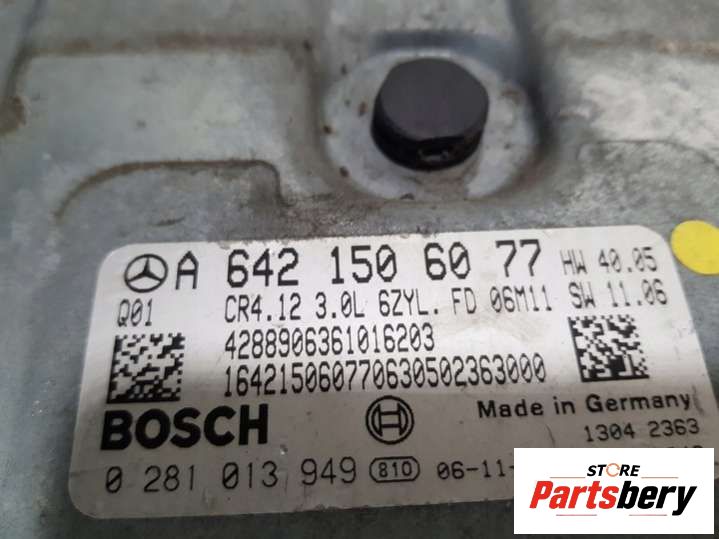 A 642 150 60 77 HW 40.05
Q01 CR4.12 3.0L 6ZYL. FD 06M11 SW 11.06
4288906361016203
164215060770630502363000
BOSCH Made in Germany
1304 2363
0 281 013 949 810 06-11-
STORE
Partsbery